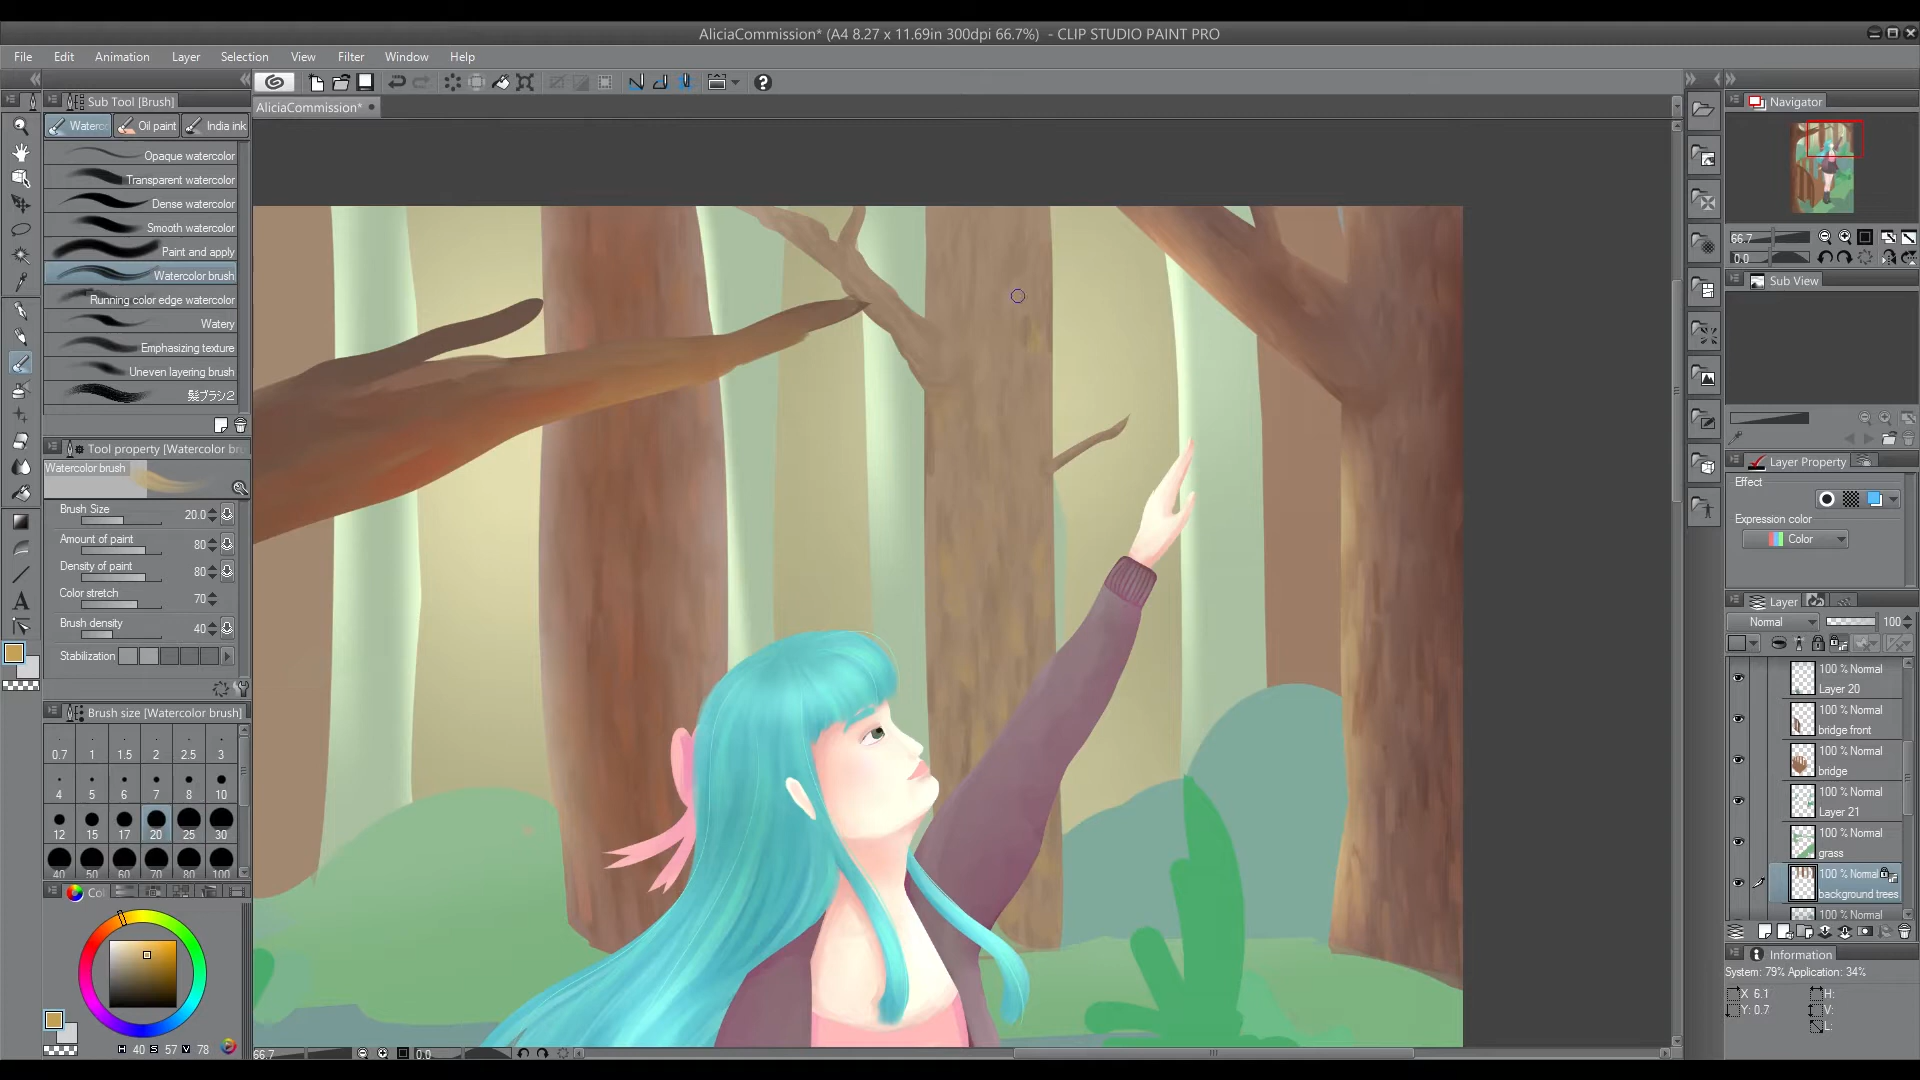 AliciaCommission* (A4 8.27 x 11.69in 300dpi 66.7%) - CLIP STUDIO PAINT PRO
File Edit Animation Layer Selection View Filter Window Help
Sub Tool [Brush]
Waterc Oil paint India ink
Opaque watercolor
Transparent watercolor
Dense watercolor
Smooth watercolor
Paint and apply
Watercolor brush
Running color edge watercolor
Watery
Emphasizing texture
Uneven layering brush
髪ブラシ2
Tool property [Watercolor br
Watercolor brush
Brush Size 20.0
Amount of paint 80
Density of paint 80
Color stretch 70
Brush density 40
Stabilization
Brush size [Watercolor brush]
0.7 1 1.5 2 2.5 3
4 5 6 7 8 10
12 15 17 20 25 30
40 50 60 70 80 100
Co
H 40 S 57 V 78
AliciaCommission*
66.7 0.0
Navigator
66.7
0.0
Sub View
Layer Property
Effect
Expression color
Color
Layer
Normal 100
100 % Normal
Layer 20
100 % Normal
bridge front
100 % Normal
bridge
100 % Normal
Layer 21
100 % Normal
grass
100 % Norma
background trees
100 % Normal
Information
System: 79% Application: 34%
X 6.1 H:
Y: 0.7 V:
L: